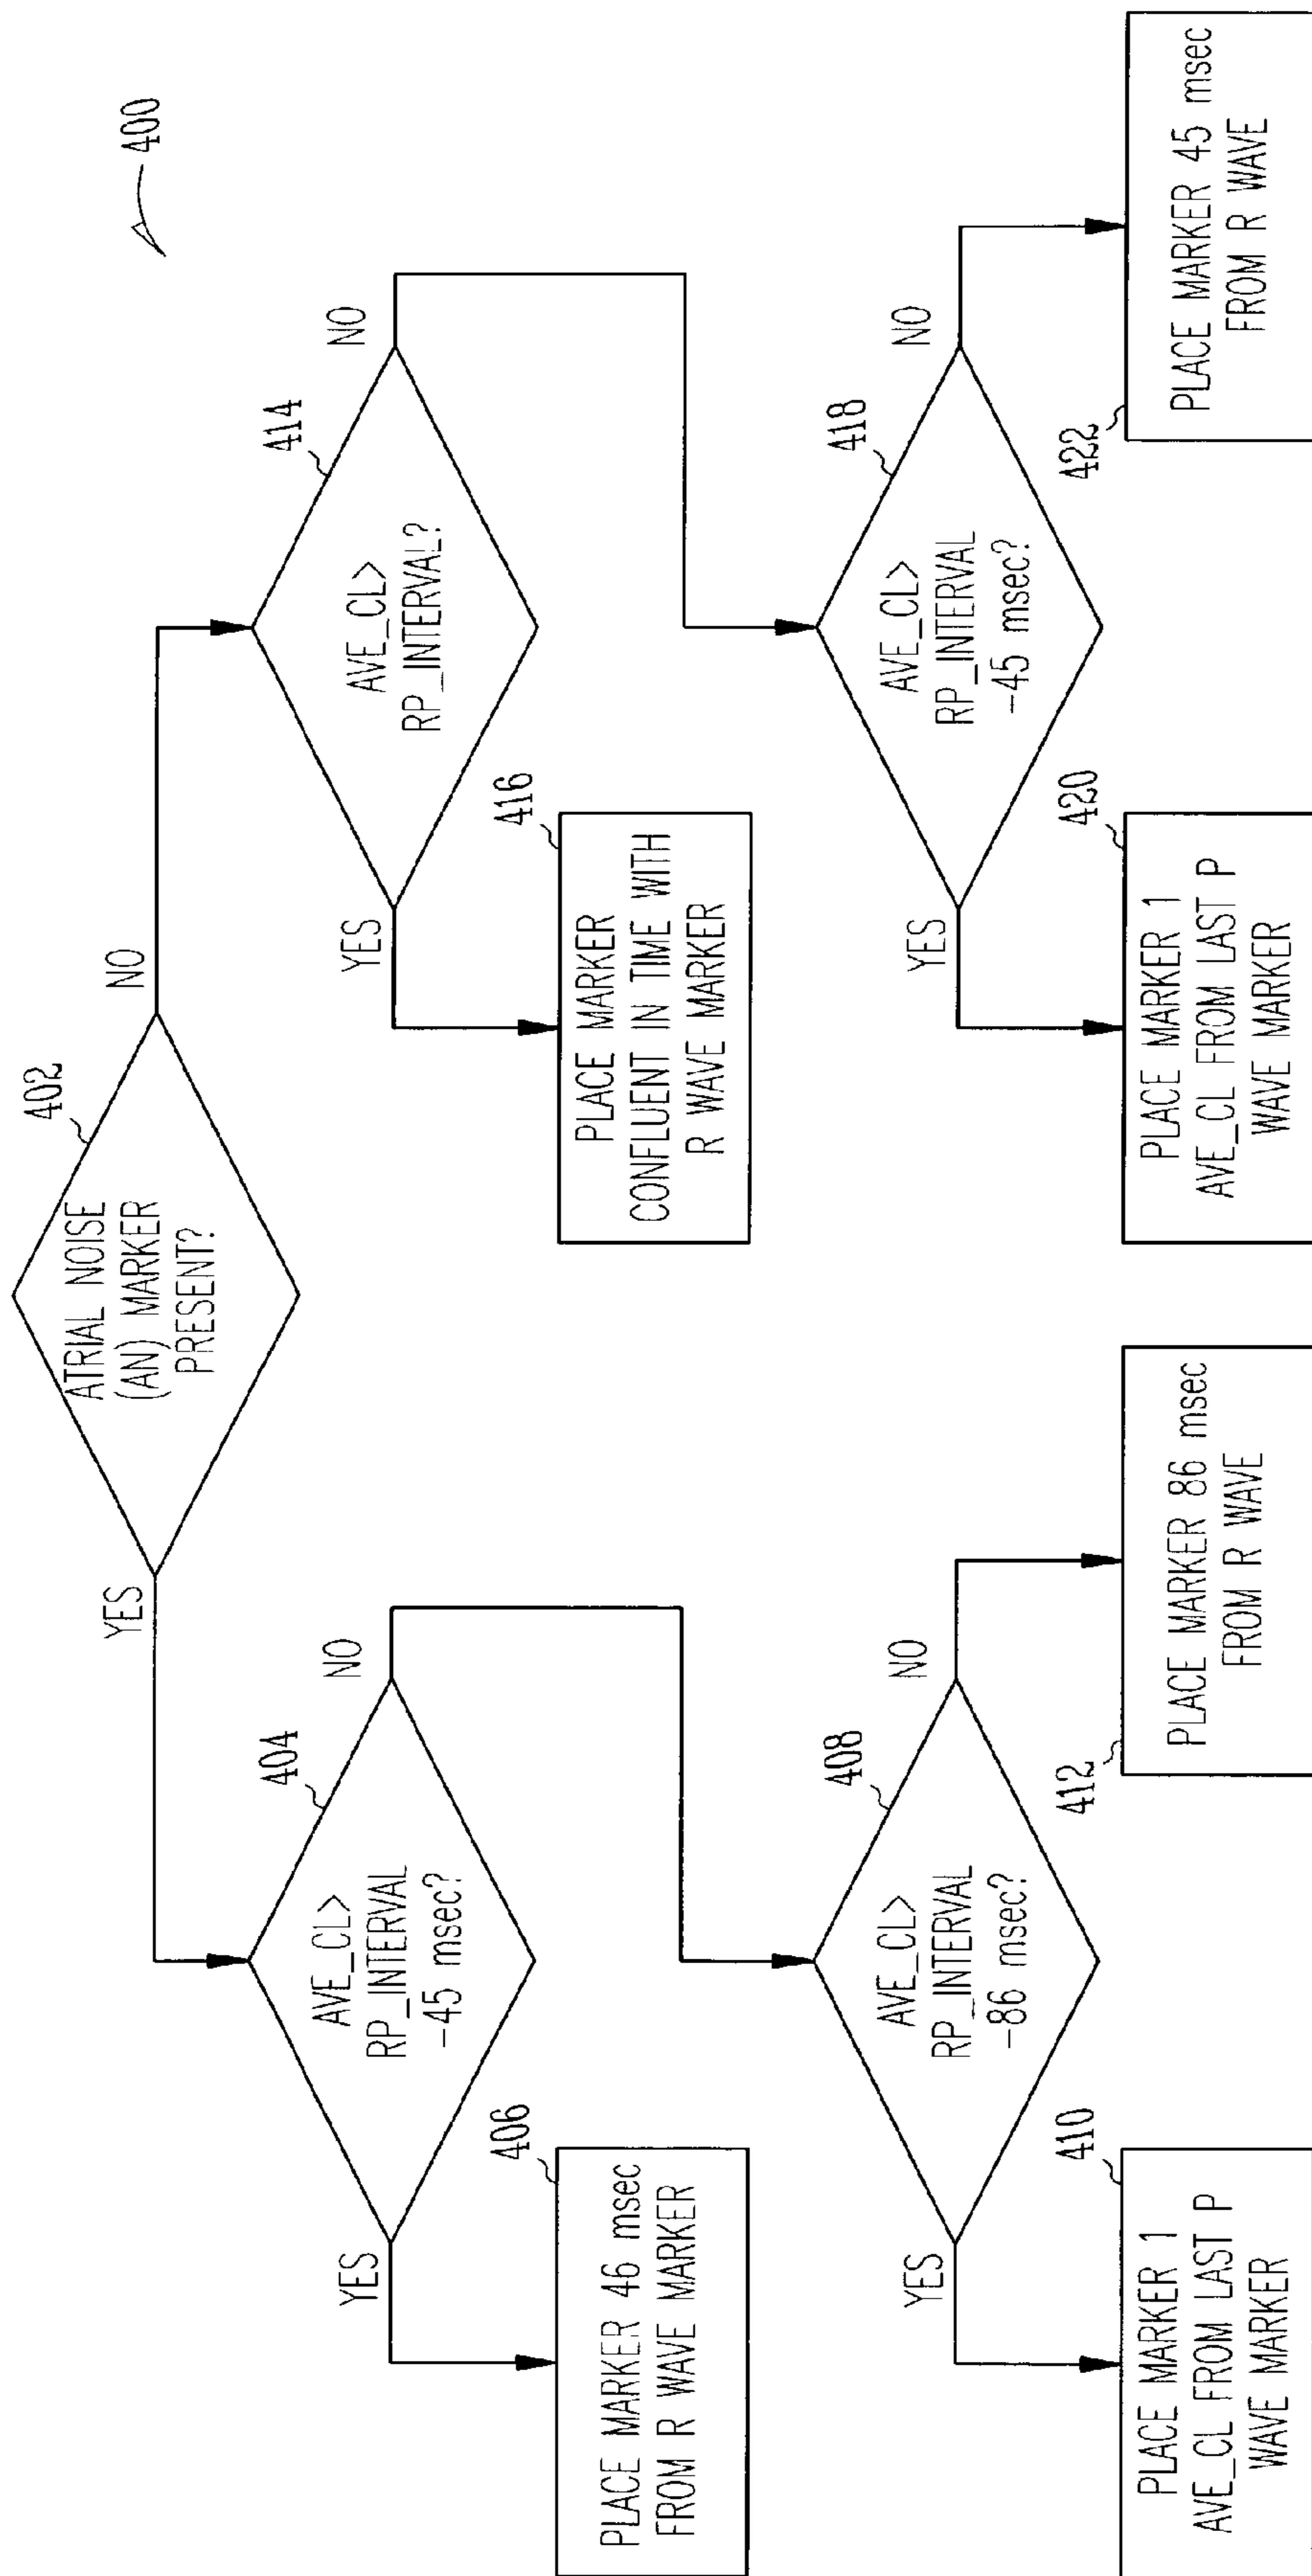 400
402
ATRIAL NOISE
(AN) MARKER
PRESENT?
YES
NO
404
AVE_CL>
RP_INTERVAL
-45 msec?
YES
NO
406
PLACE MARKER 46 msec
FROM R WAVE MARKER
408
AVE_CL>
RP_INTERVAL
-86 msec?
YES
NO
410
PLACE MARKER 1
AVE_CL FROM LAST P
WAVE MARKER
412
PLACE MARKER 86 msec
FROM R WAVE
414
AVE_CL>
RP_INTERVAL?
YES
NO
416
PLACE MARKER
CONFLUENT IN TIME WITH
R WAVE MARKER
418
AVE_CL>
RP_INTERVAL
-45 msec?
YES
NO
420
PLACE MARKER 1
AVE_CL FROM LAST P
WAVE MARKER
422
PLACE MARKER 45 msec
FROM R WAVE